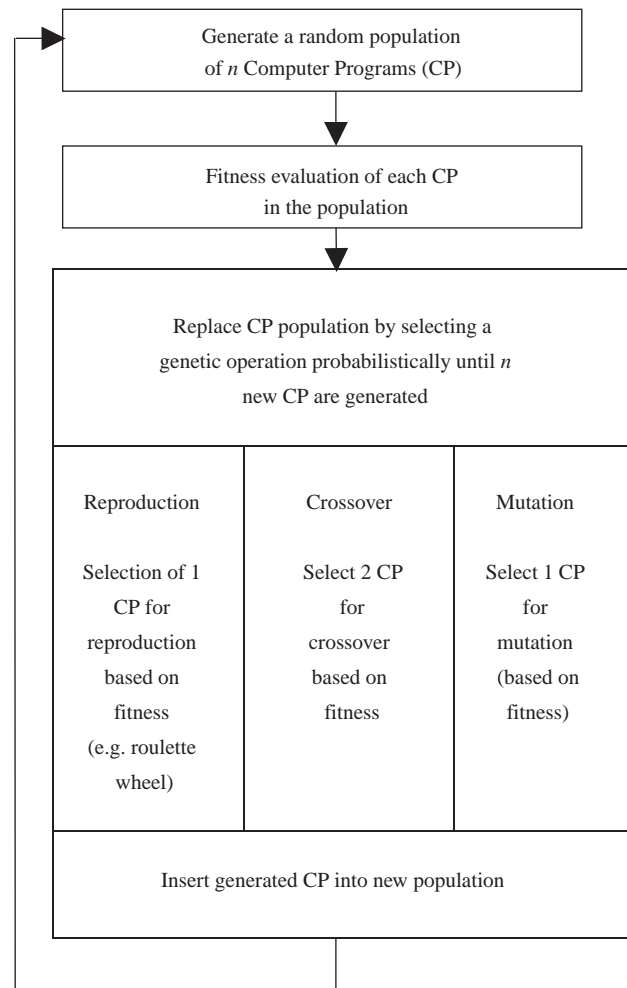 Generate a random population
of n Computer Programs (CP)
Fitness evaluation of each CP
in the population
Replace CP population by selecting a
genetic operation probabilistically until n
new CP are generated
Reproduction
Selection of 1
CP for
reproduction
based on
fitness
(e.g. roulette
wheel)
Crossover
Select 2 CP
for
crossover
based on
fitness
Mutation
Select 1 CP
for
mutation
(based on
fitness)
Insert generated CP into new population